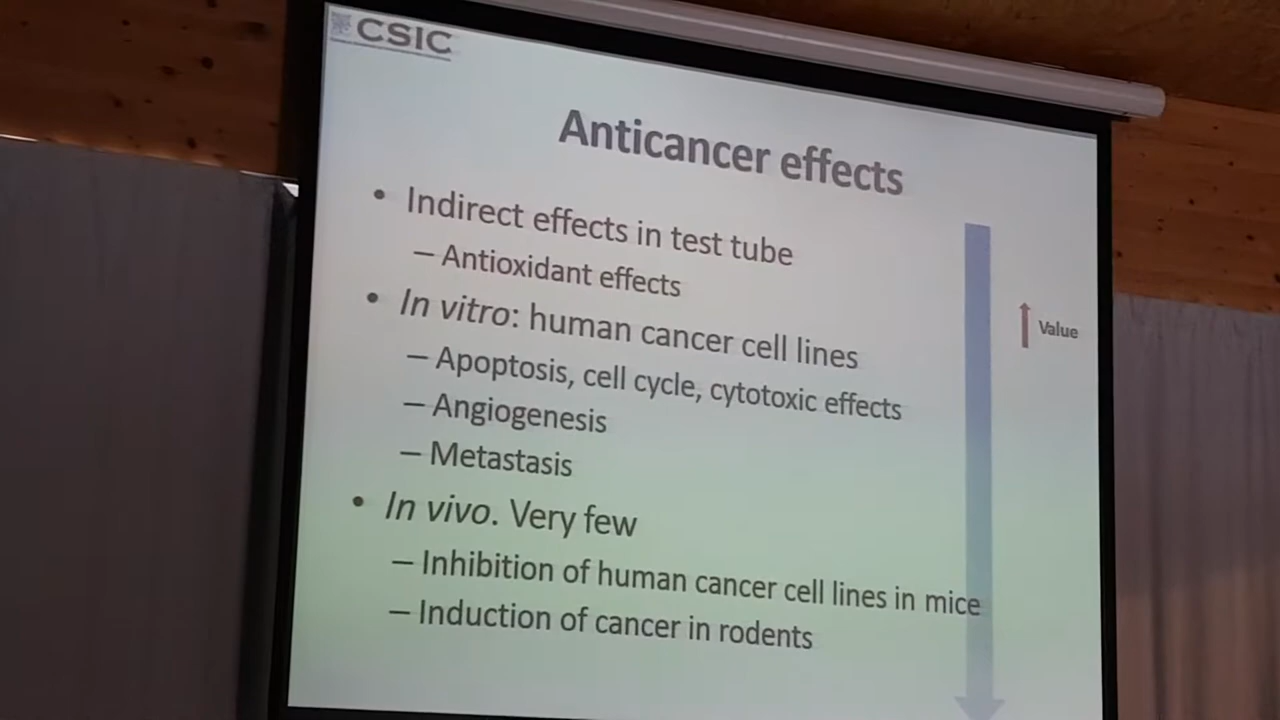 CSIC
Anticancer effects
• Indirect effects in test tube
– Antioxidant effects
• In vitro: human cancer cell lines
– Apoptosis, cell cycle, cytotoxic effects
– Angiogenesis
– Metastasis
• In vivo. Very few
– Inhibition of human cancer cell lines in mice
– Induction of cancer in rodents
Value